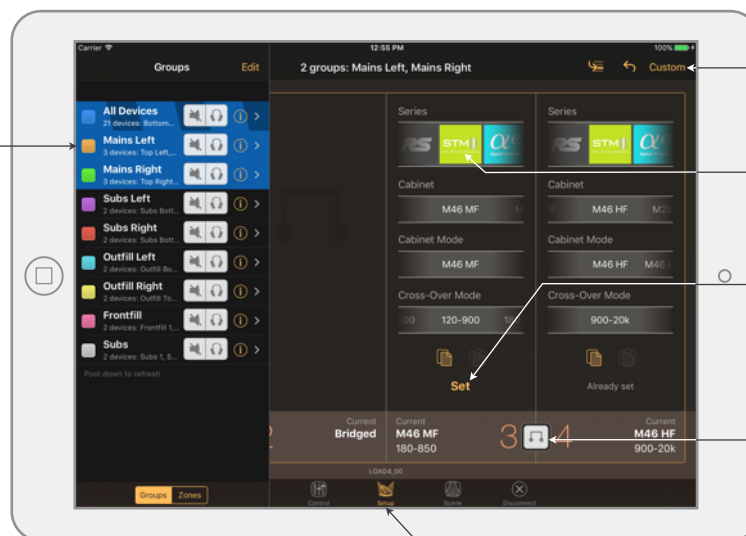 Carrier
12:55 PM
100%
Groups
Edit
2 groups: Mains Left, Mains Right
Custom
All Devices
21 devices: Bottom...
Mains Left
3 devices: Top Left,...
Mains Right
3 devices: Top Right...
Subs Left
2 devices: Subs Bott...
Subs Right
2 devices: Subs Bott...
Outfill Left
2 devices: Outfill Bo...
Outfill Right
2 devices: Outfill To...
Frontfill
2 devices: Frontfill 1,...
Subs
2 devices: Subs 1, S...
Pool down to refresh
Groups
Zones
Series
RS
STM
Cabinet
M46 MF
Cabinet Mode
M46 MF
Cross-Over Mode
120-900
Set
Series
RS
STM
Cabinet
M46 HF
M28
Cabinet Mode
M46 HF
M46
Cross-Over Mode
900-20k
Already set
2
Current
Bridged
Current
M46 MF
180-850
3
4
Current
M46 HF
900-20k
LOAD4_00
Control
Setup
Scene
Disconnect